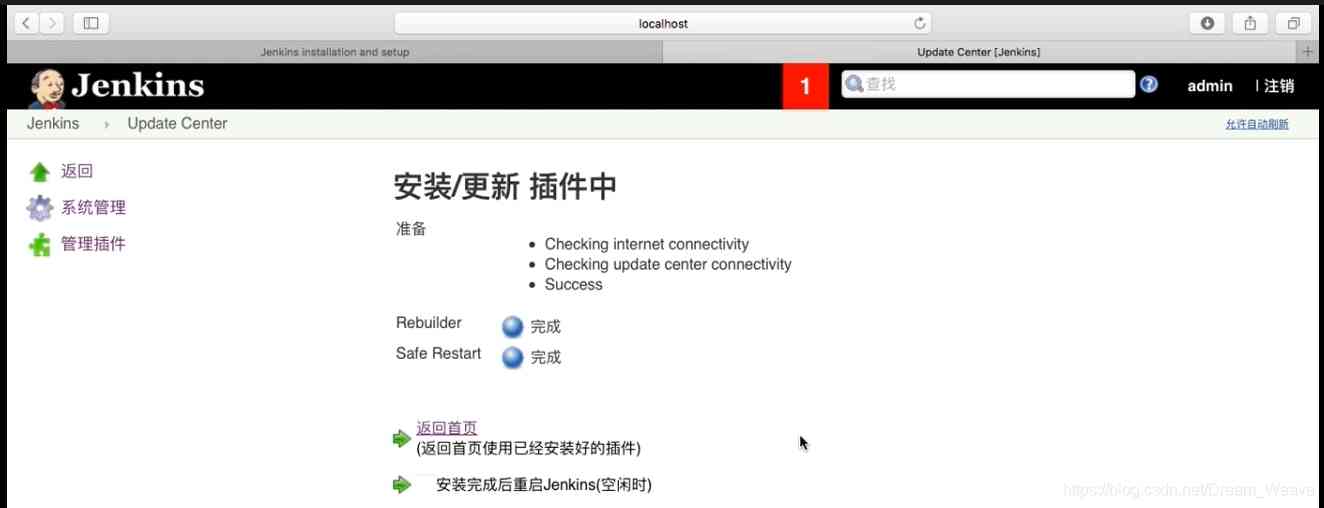 localhost
Jenkins installation and setup
Update Center [Jenkins]
Jenkins
1
查找
admin
注销
Jenkins
Update Center
允许自动刷新
返回
系统管理
管理插件
安装/更新 插件中
准备
Checking internet connectivity
Checking update center connectivity
Success
Rebuilder
完成
Safe Restart
完成
返回首页
(返回首页使用已经安装好的插件)
安装完成后重启Jenkins(空闲时)
https://blog.csdn.net/Dream_Weave